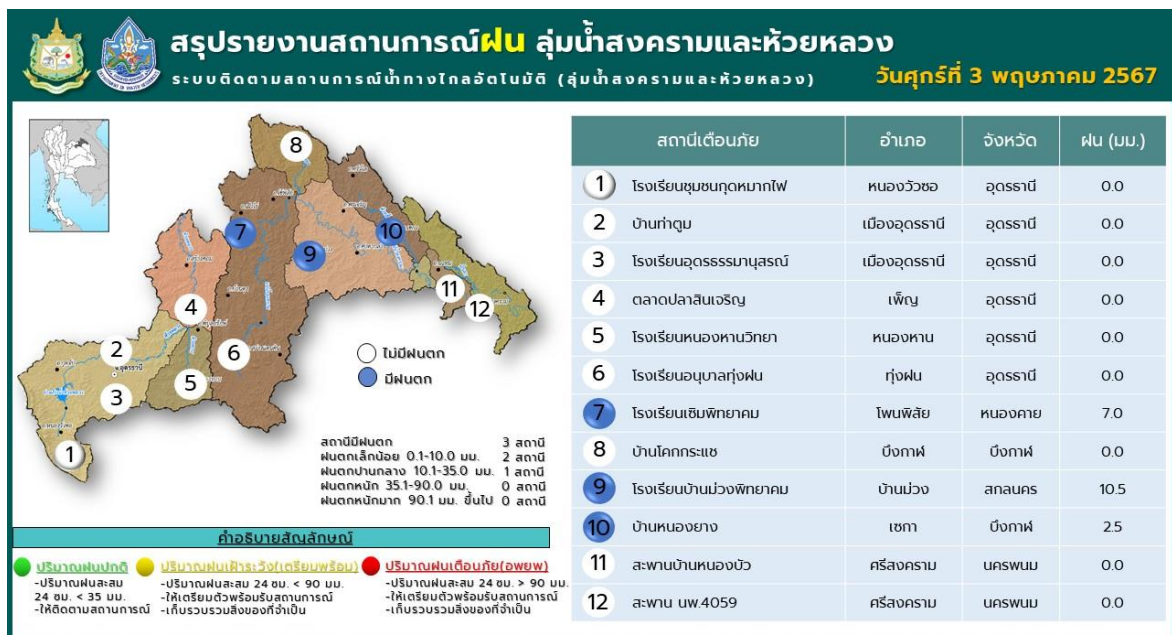 สรุปรายงานสถานการณ์ฝน ลุ่มน้ำสงครามและห้วยหลวง
ระบบติดตามสถานการณ์น้ำทางไกลอัตโนมัติ (ลุ่มน้ำสงครามและห้วยหลวง)
วันศุกร์ที่ 3 พฤษภาคม 2567
8
7
10
9
11
12
4
2
6
5
3
1
อ.อุดรธานี
ไม่มีฝนตก
มีฝนตก
สถานีมีฝนตก 3 สถานี
ฝนตกเล็กน้อย 0.1-10.0 มม. 2 สถานี
ฝนตกปานกลาง 10.1-35.0 มม. 1 สถานี
ฝนตกหนัก 35.1-90.0 มม. 0 สถานี
ฝนตกหนักมาก 90.1 มม. ขึ้นไป 0 สถานี
คำอธิบายสัญลักษณ์
ปริมาณฝนปกติ
-ปริมาณฝนสะสม
24 ชม. < 35 มม.
-ให้ติดตามสถานการณ์
ปริมาณฝนเฝ้าระวัง(เตรียมพร้อม)
-ปริมาณฝนสะสม 24 ชม. < 90 มม.
-ให้เตรียมตัวพร้อมรับสถานการณ์
-เก็บรวบรวมสิ่งของที่จำเป็น
ปริมาณฝนเตือนภัย(อพยพ)
-ปริมาณฝนสะสม 24 ชม. > 90 มม.
-ให้เตรียมตัวพร้อมรับสถานการณ์
-เก็บรวบรวมสิ่งของที่จำเป็น
สถานีเตือนภัย อำเภอ จังหวัด ฝน (มม.)
1 โรงเรียนชุมชนกุดหมากไฟ หนองวัวซอ อุดรธานี 0.0
2 บ้านท่าตูม เมืองอุดรธานี อุดรธานี 0.0
3 โรงเรียนอุดรธรรมานุสรณ์ เมืองอุดรธานี อุดรธานี 0.0
4 ตลาดปลาสินเจริญ เพ็ญ อุดรธานี 0.0
5 โรงเรียนหนองหานวิทยา หนองหาน อุดรธานี 0.0
6 โรงเรียนอนุบาลทุ่งฝน ทุ่งฝน อุดรธานี 0.0
7 โรงเรียนเซิมพิทยาคม โพนพิสัย หนองคาย 7.0
8 บ้านโคกกระแซ บึงกาฬ บึงกาฬ 0.0
9 โรงเรียนบ้านม่วงพิทยาคม บ้านม่วง สกลนคร 10.5
10 บ้านหนองยาง เซกา บึงกาฬ 2.5
11 สะพานบ้านหนองบัว ศรีสงคราม นครพนม 0.0
12 สะพาน นพ.4059 ศรีสงคราม นครพนม 0.0